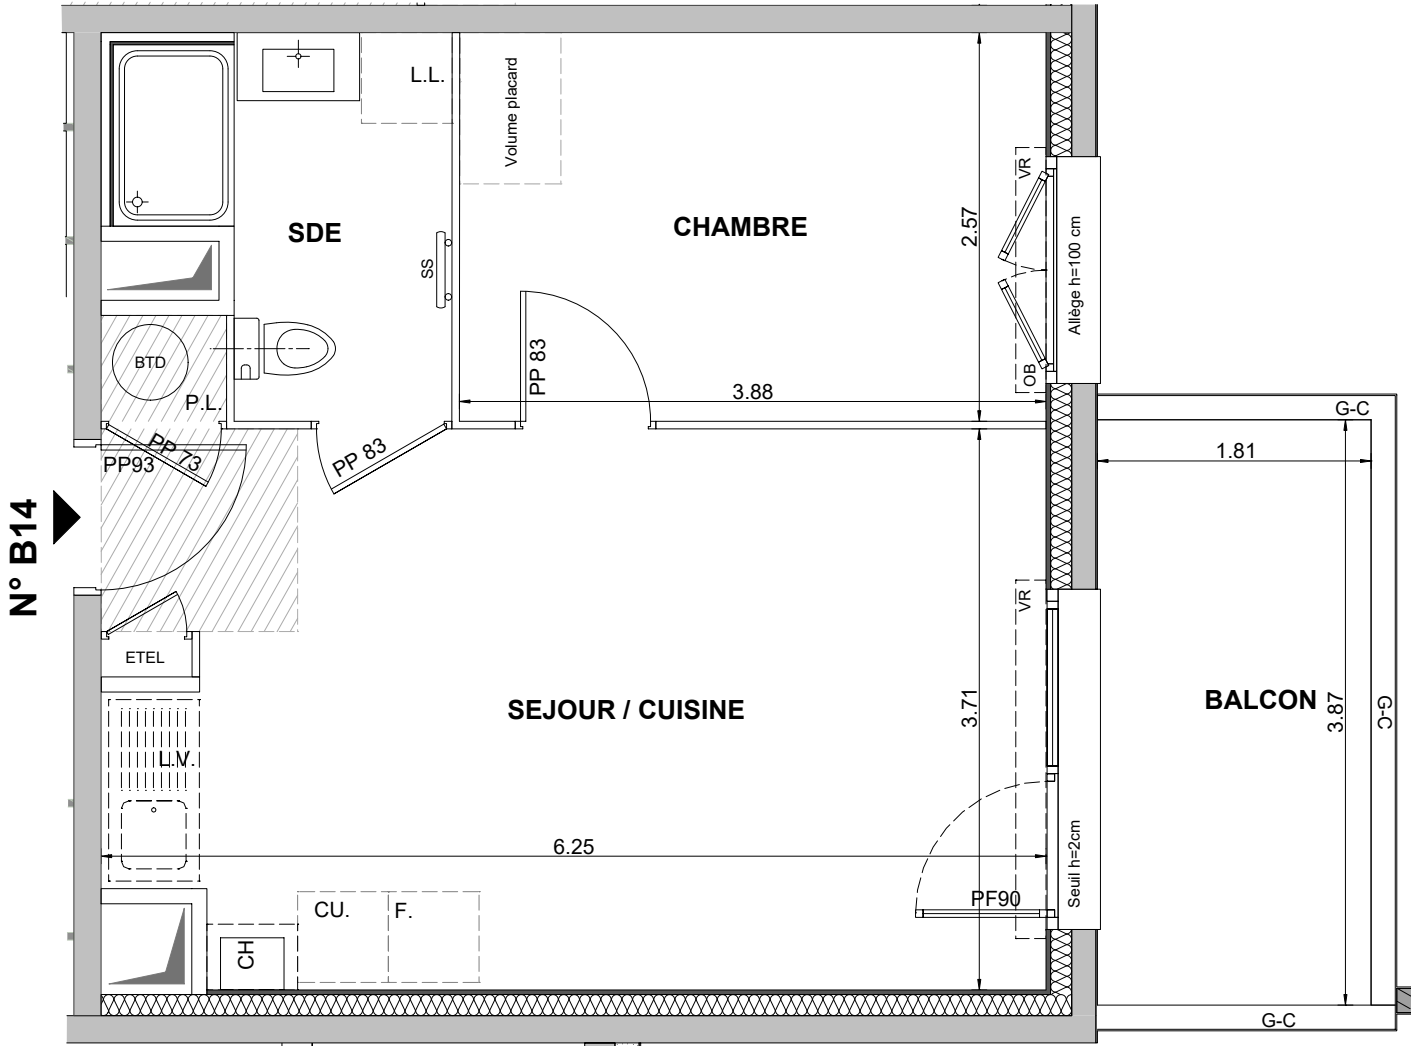 L.L.
Volume placard
SDE
CHAMBRE
SS
2.57
VR
Allège h=100 cm
OB
BTD
P.L.
PP 83
3.88
G-C
PP 73
PP93
PP 83
1.81
N° B14
ETEL
VR
L.V.
SEJOUR / CUISINE
3.71
BALCON
3.87
G-C
6.25
Seuil h=2cm
PF90
CU.
F.
CH
G-C